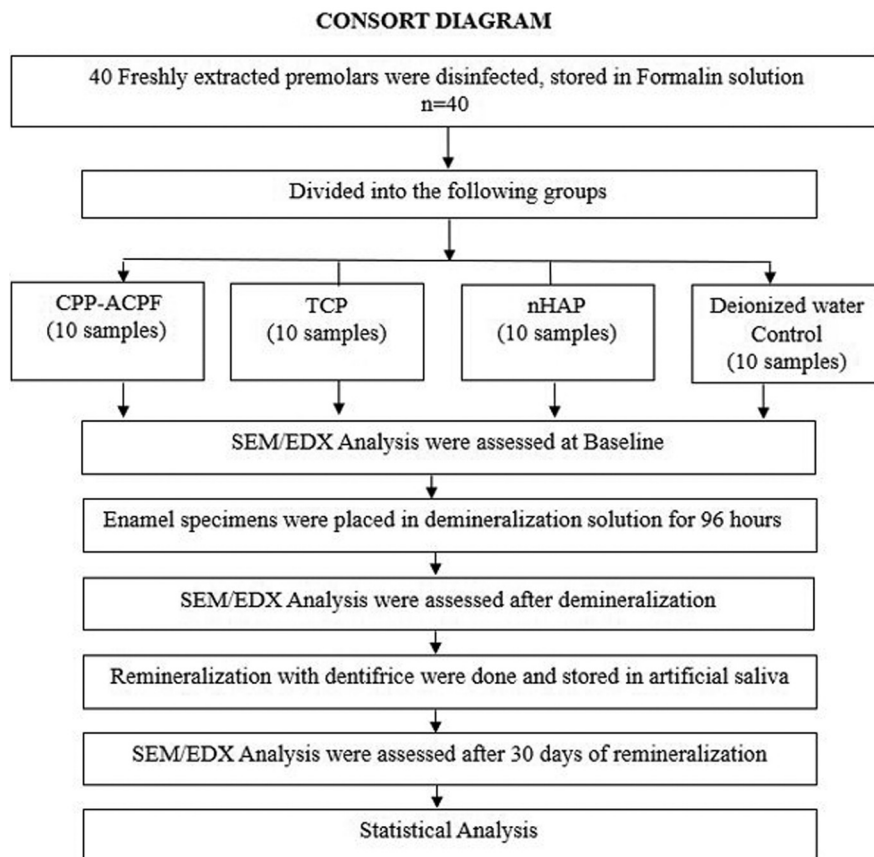 CONSORT DIAGRAM
40 Freshly extracted premolars were disinfected, stored in Formalin solution
n=40
Divided into the following groups
CPP-ACPF
(10 samples)
TCP
(10 samples)
nHAP
(10 samples)
Deionized water
Control
(10 samples)
SEM/EDX Analysis were assessed at Baseline
Enamel specimens were placed in demineralization solution for 96 hours
SEM/EDX Analysis were assessed after demineralization
Remineralization with dentifrice were done and stored in artificial saliva
SEM/EDX Analysis were assessed after 30 days of remineralization
Statistical Analysis